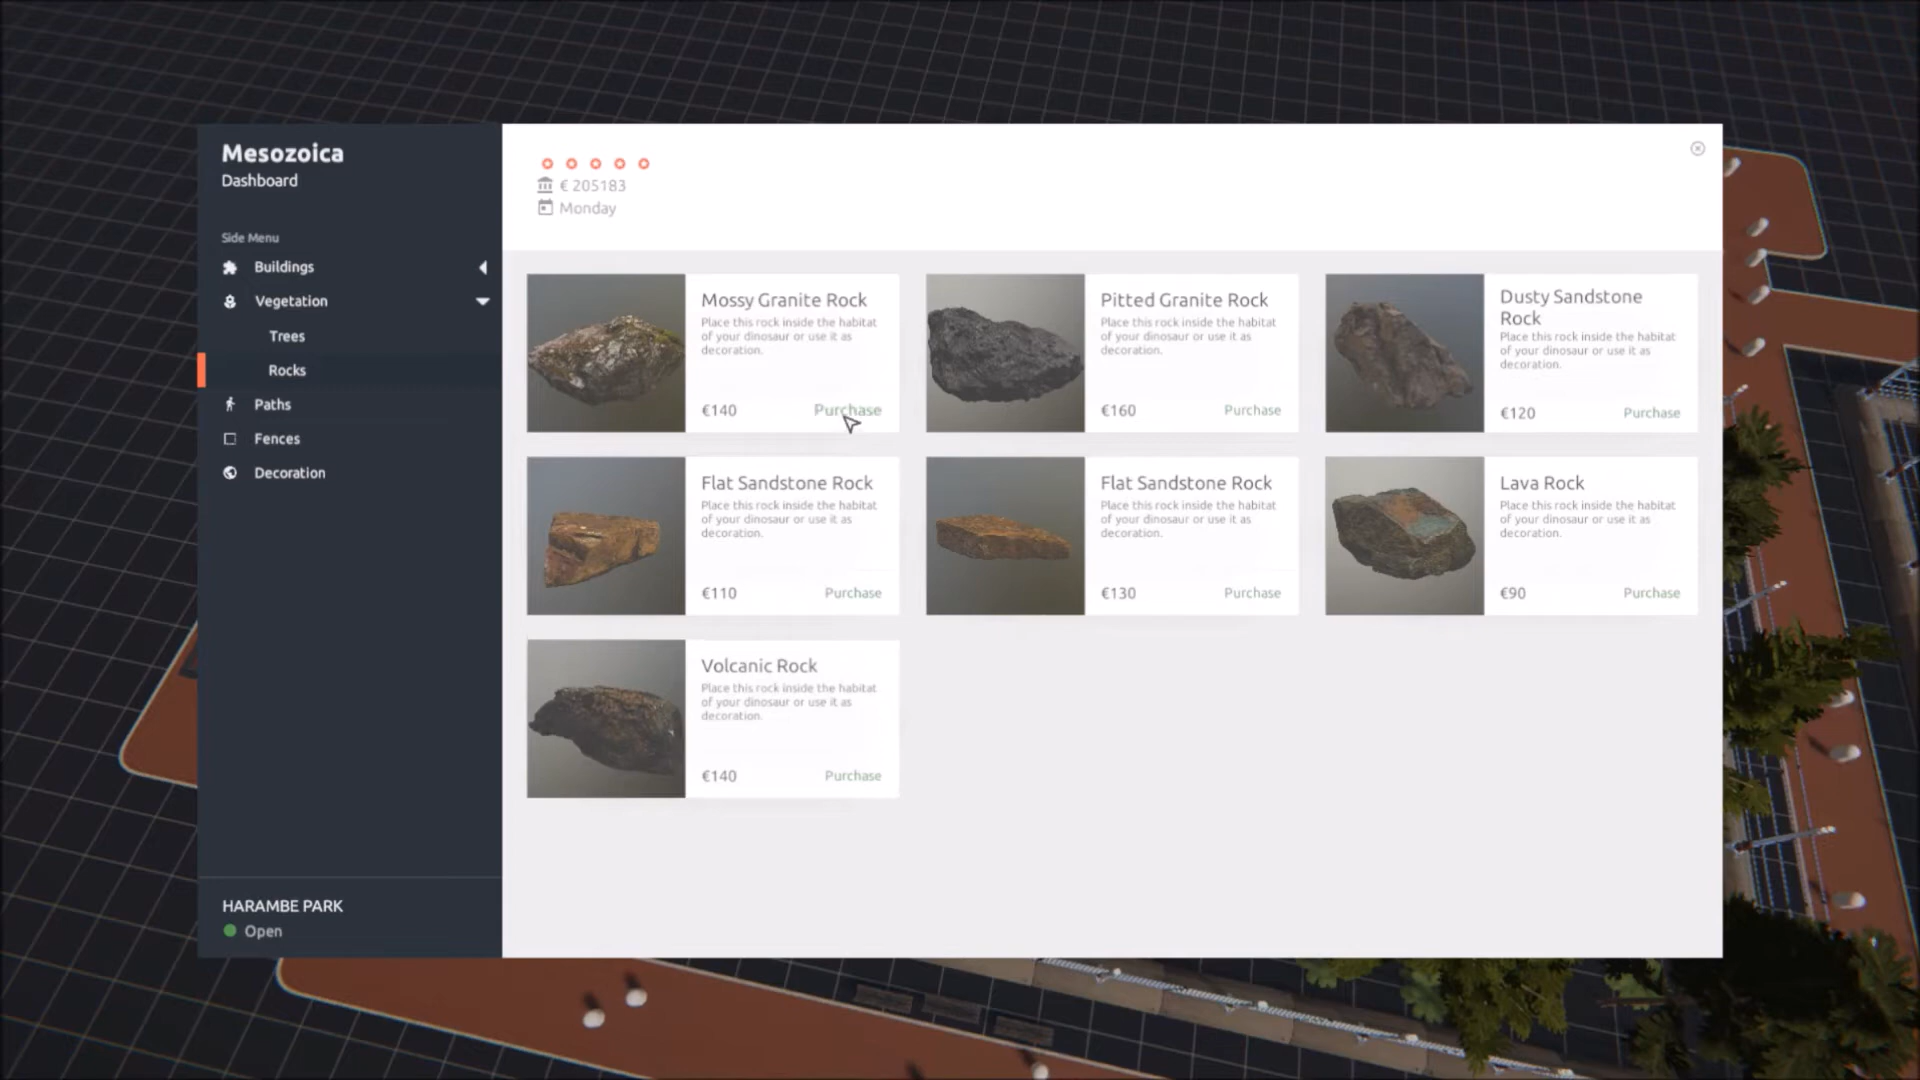 Mesozoica
Dashboard
Side Menu
Buildings
Vegetation
Trees
Rocks
Paths
Fences
Decoration
HARAMBE PARK
Open
€ 205183
Monday
Mossy Granite Rock
Place this rock inside the habitat
of your dinosaur or use it as
decoration.
€140
Purchase
Pitted Granite Rock
Place this rock inside the habitat
of your dinosaur or use it as
decoration.
€160
Purchase
Dusty Sandstone
Rock
Place this rock inside the habitat
of your dinosaur or use it as
decoration.
€120
Purchase
Flat Sandstone Rock
Place this rock inside the habitat
of your dinosaur or use it as
decoration.
€110
Purchase
Flat Sandstone Rock
Place this rock inside the habitat
of your dinosaur or use it as
decoration.
€130
Purchase
Lava Rock
Place this rock inside the habitat
of your dinosaur or use it as
decoration.
€90
Purchase
Volcanic Rock
Place this rock inside the habitat
of your dinosaur or use it as
decoration.
€140
Purchase